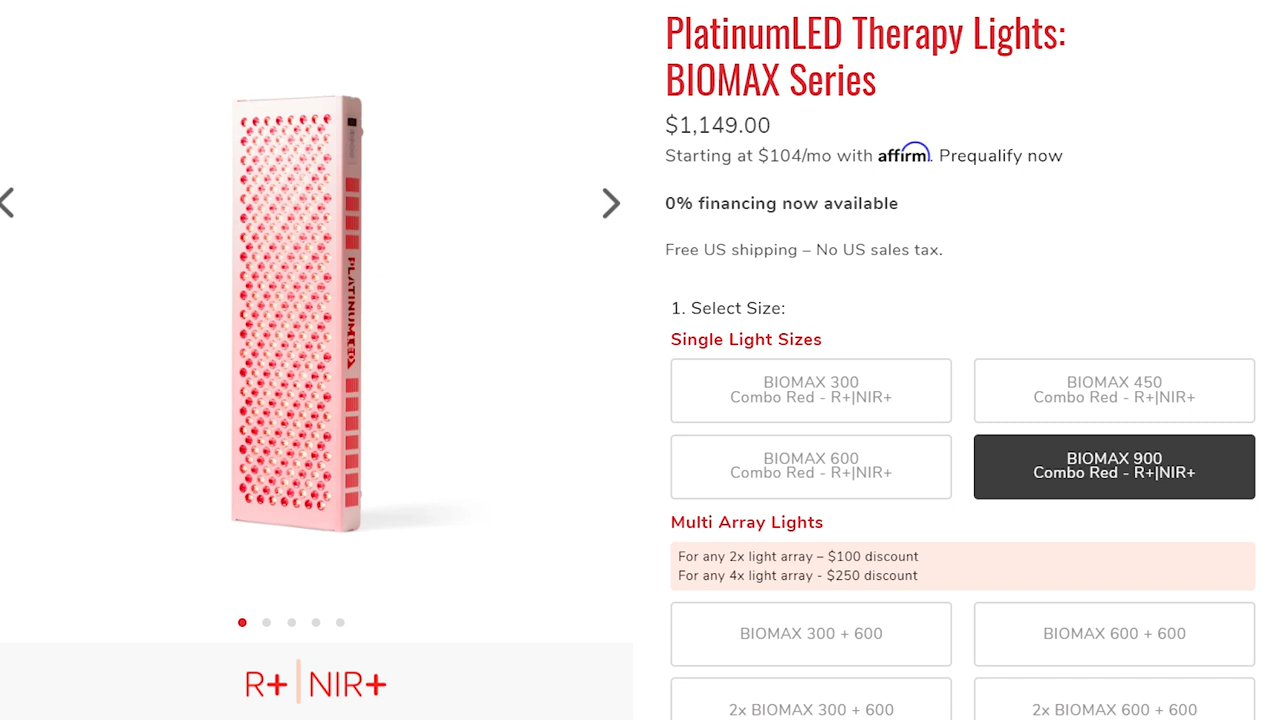 PlatinumLED Therapy Lights:
BIOMAX Series
$1,149.00
Starting at $104/mo with affirm. Prequalify now
0% financing now available
Free US shipping – No US sales tax.
1. Select Size:
Single Light Sizes
BIOMAX 300
Combo Red - R+|NIR+
BIOMAX 450
Combo Red - R+|NIR+
BIOMAX 600
Combo Red - R+|NIR+
BIOMAX 900
Combo Red - R+|NIR+
Multi Array Lights
For any 2x light array – $100 discount
For any 4x light array - $250 discount
BIOMAX 300 + 600
BIOMAX 600 + 600
2x BIOMAX 300 + 600
2x BIOMAX 600 + 600
PLATINUMLED
R+|NIR+